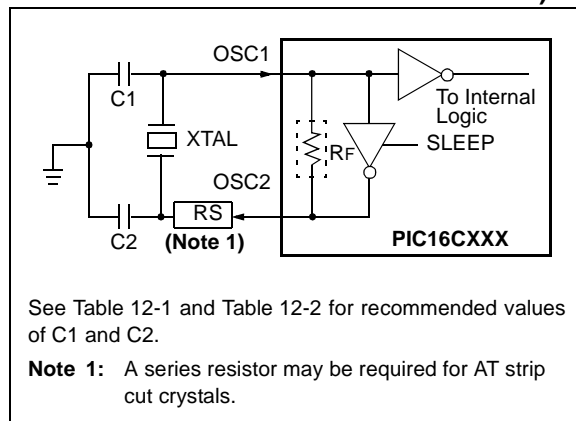 OSC1
C1
To Internal
Logic
XTAL
SLEEP
RF
OSC2
RS
C2
(Note 1)
PIC16CXXX
See Table 12-1 and Table 12-2 for recommended values
of C1 and C2.
Note 1: A series resistor may be required for AT strip
cut crystals.